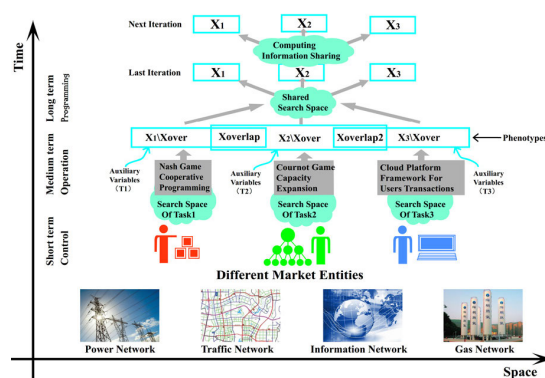 Next Iteration
X1
X2
X3
Computing
Information Sharing
Last Iteration
X1
X2
X3
Shared
Search Space
X1\Xover
Xoverlap
X2\Xover
Xoverlap2
X3\Xover
Phenotypes
Auxiliary
Variables
(T1)
Nash Game
Cooperative
Programming
Auxiliary
Variables
(T2)
Cournot Game
Capacity
Expansion
Cloud Platform
Framework For
Users Transactions
Auxiliary
Variables
(T3)
Search Space
Of Task1
Search Space
Of Task2
Search Space
Of Task3
Different Market Entities
Power Network
Traffic Network
Information Network
Gas Network
Time
Long term
Programming
Medium term
Operation
Short term
Control
Space